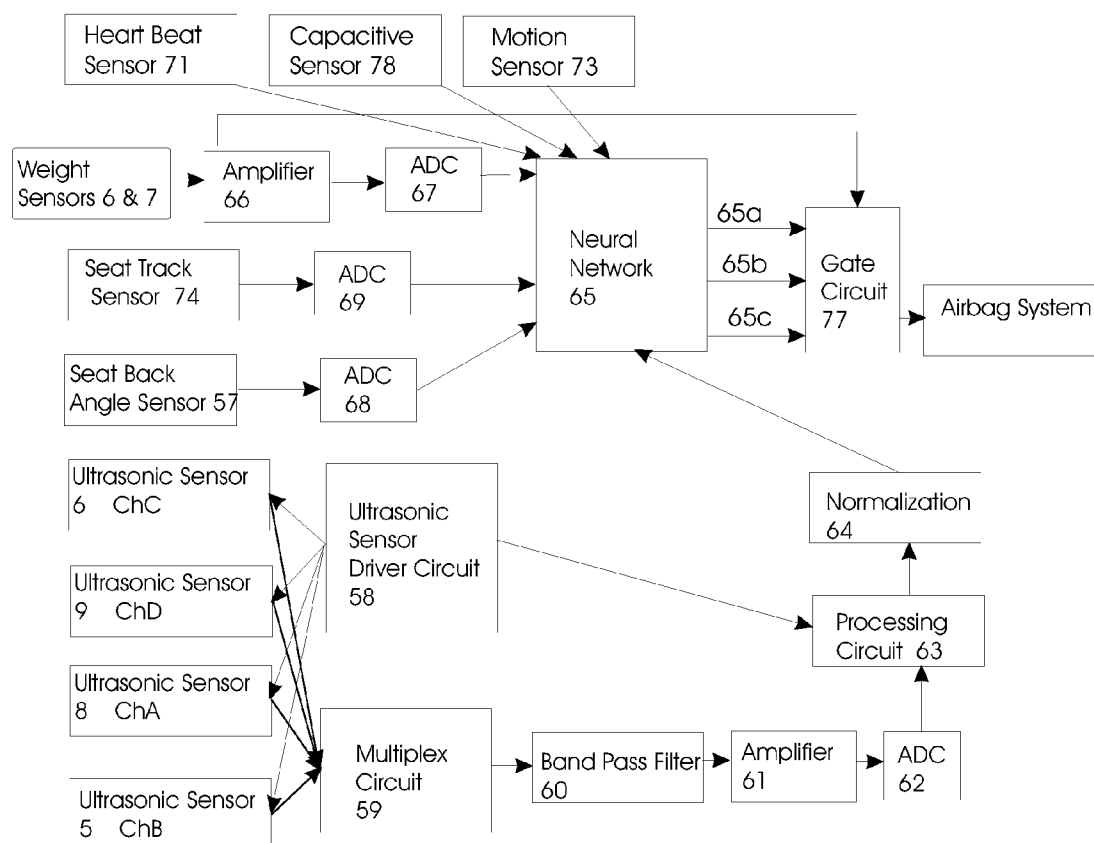 Heart Beat
Sensor 71
Capacitive
Sensor 78
Motion
Sensor 73
Weight
Sensors 6 & 7
Amplifier
66
ADC
67
Seat Track
Sensor 74
ADC
69
Seat Back
Angle Sensor 57
ADC
68
Neural
Network
65
65a
65b
65c
Gate
Circuit
77
Airbag System
Ultrasonic Sensor
6 ChC
Ultrasonic Sensor
9 ChD
Ultrasonic Sensor
8 ChA
Ultrasonic Sensor
5 ChB
Ultrasonic
Sensor
Driver Circuit
58
Multiplex
Circuit
59
Band Pass Filter
60
Amplifier
61
ADC
62
Processing
Circuit 63
Normalization
64